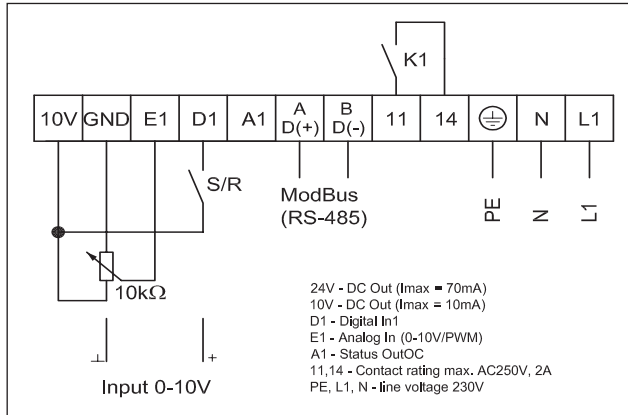 K1
10V GND E1 D1 A1 A D(+) B D(-) 11 14 N L1
S/R
ModBus
(RS-485)
PE
N
L1
10kΩ
24V - DC Out (Imax = 70mA)
10V - DC Out (Imax = 10mA)
D1 - Digital In1
E1 - Analog In (0-10V/PWM)
A1 - Status OutOC
11,14 - Contact rating max. AC250V, 2A
PE, L1, N - line voltage 230V
⊥ +
Input 0-10V